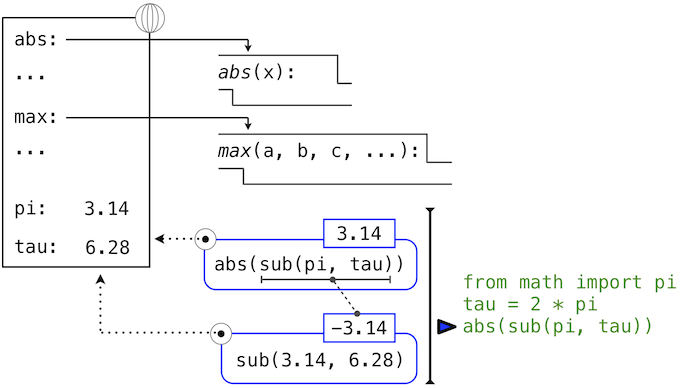 abs:
...
max:
...
pi: 3.14
tau: 6.28
abs(x):
max(a, b, c, ...):
3.14
abs(sub(pi, tau))
−3.14
sub(3.14, 6.28)
from math import pi
tau = 2 * pi
abs(sub(pi, tau))